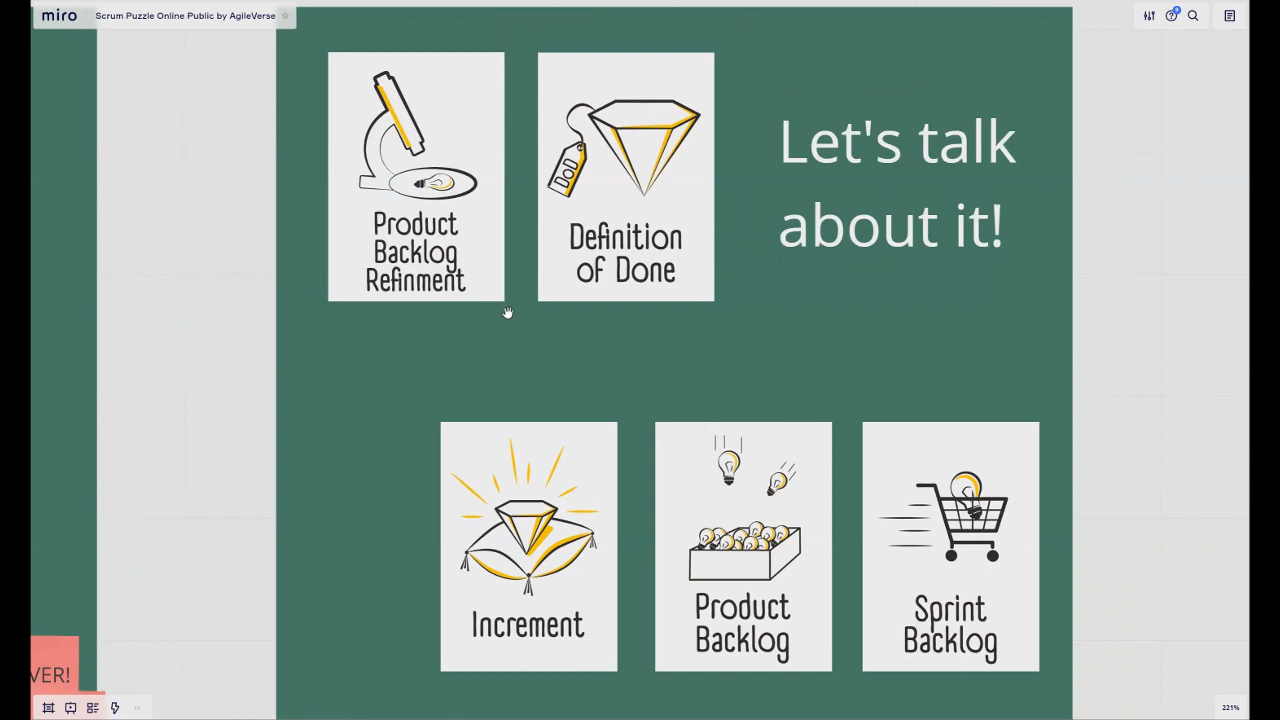 miro
Scrum Puzzle Online Public by AgileVerse
9
Product
Backlog
Refinment
DoD
Definition
of Done
Let's talk
about it!
Increment
Product
Backlog
Sprint
Backlog
VER!
221%